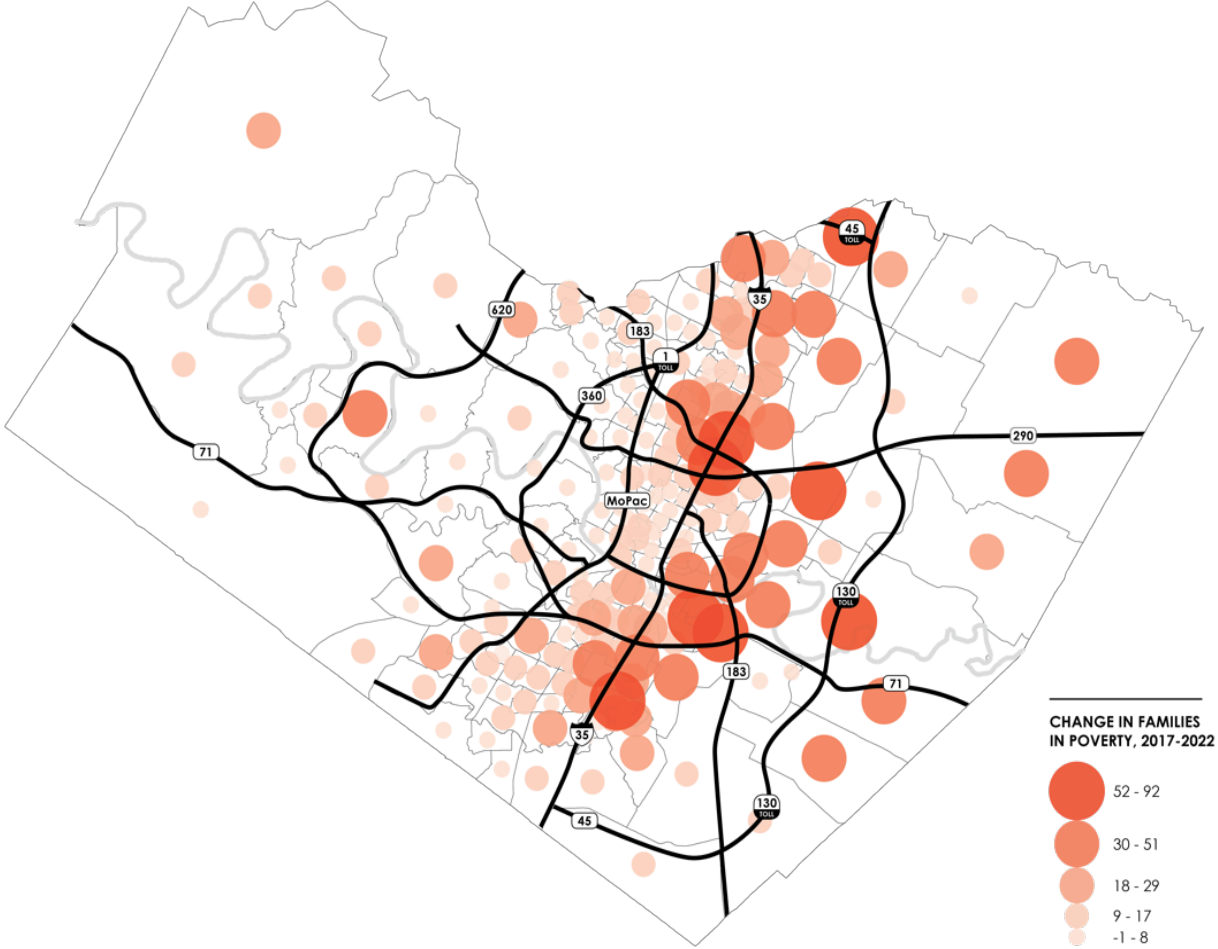 45
TOLL
35
620
183
1
TOLL
360
290
71
MoPac
130
TOLL
183
71
35
130
TOLL
45
CHANGE IN FAMILIES
IN POVERTY, 2017-2022
52 - 92
30 - 51
18 - 29
9 - 17
-1 - 8